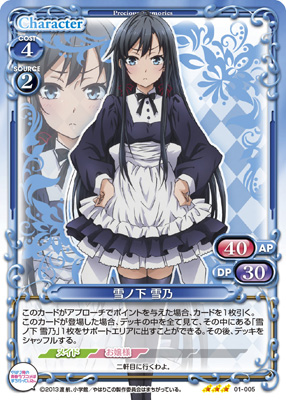 Precious Memories
Character
COST
4
SOURCE
2
40 AP
DP 30
雪ノ下 雪乃
このカードがアプローチでポイントを与えた場合、カードを1枚引く。
このカードが登場した場合、デッキの中を全て見て、その中にある「雪
ノ下 雪乃」1枚をサポートエリアに出すことができる。その後、デッキを
シャッフルする。
メイド
お嬢様
二軒目に行くわよ。
©2013 渡 航、小学館／やはりこの製作委員会はまちがっている。
01-005